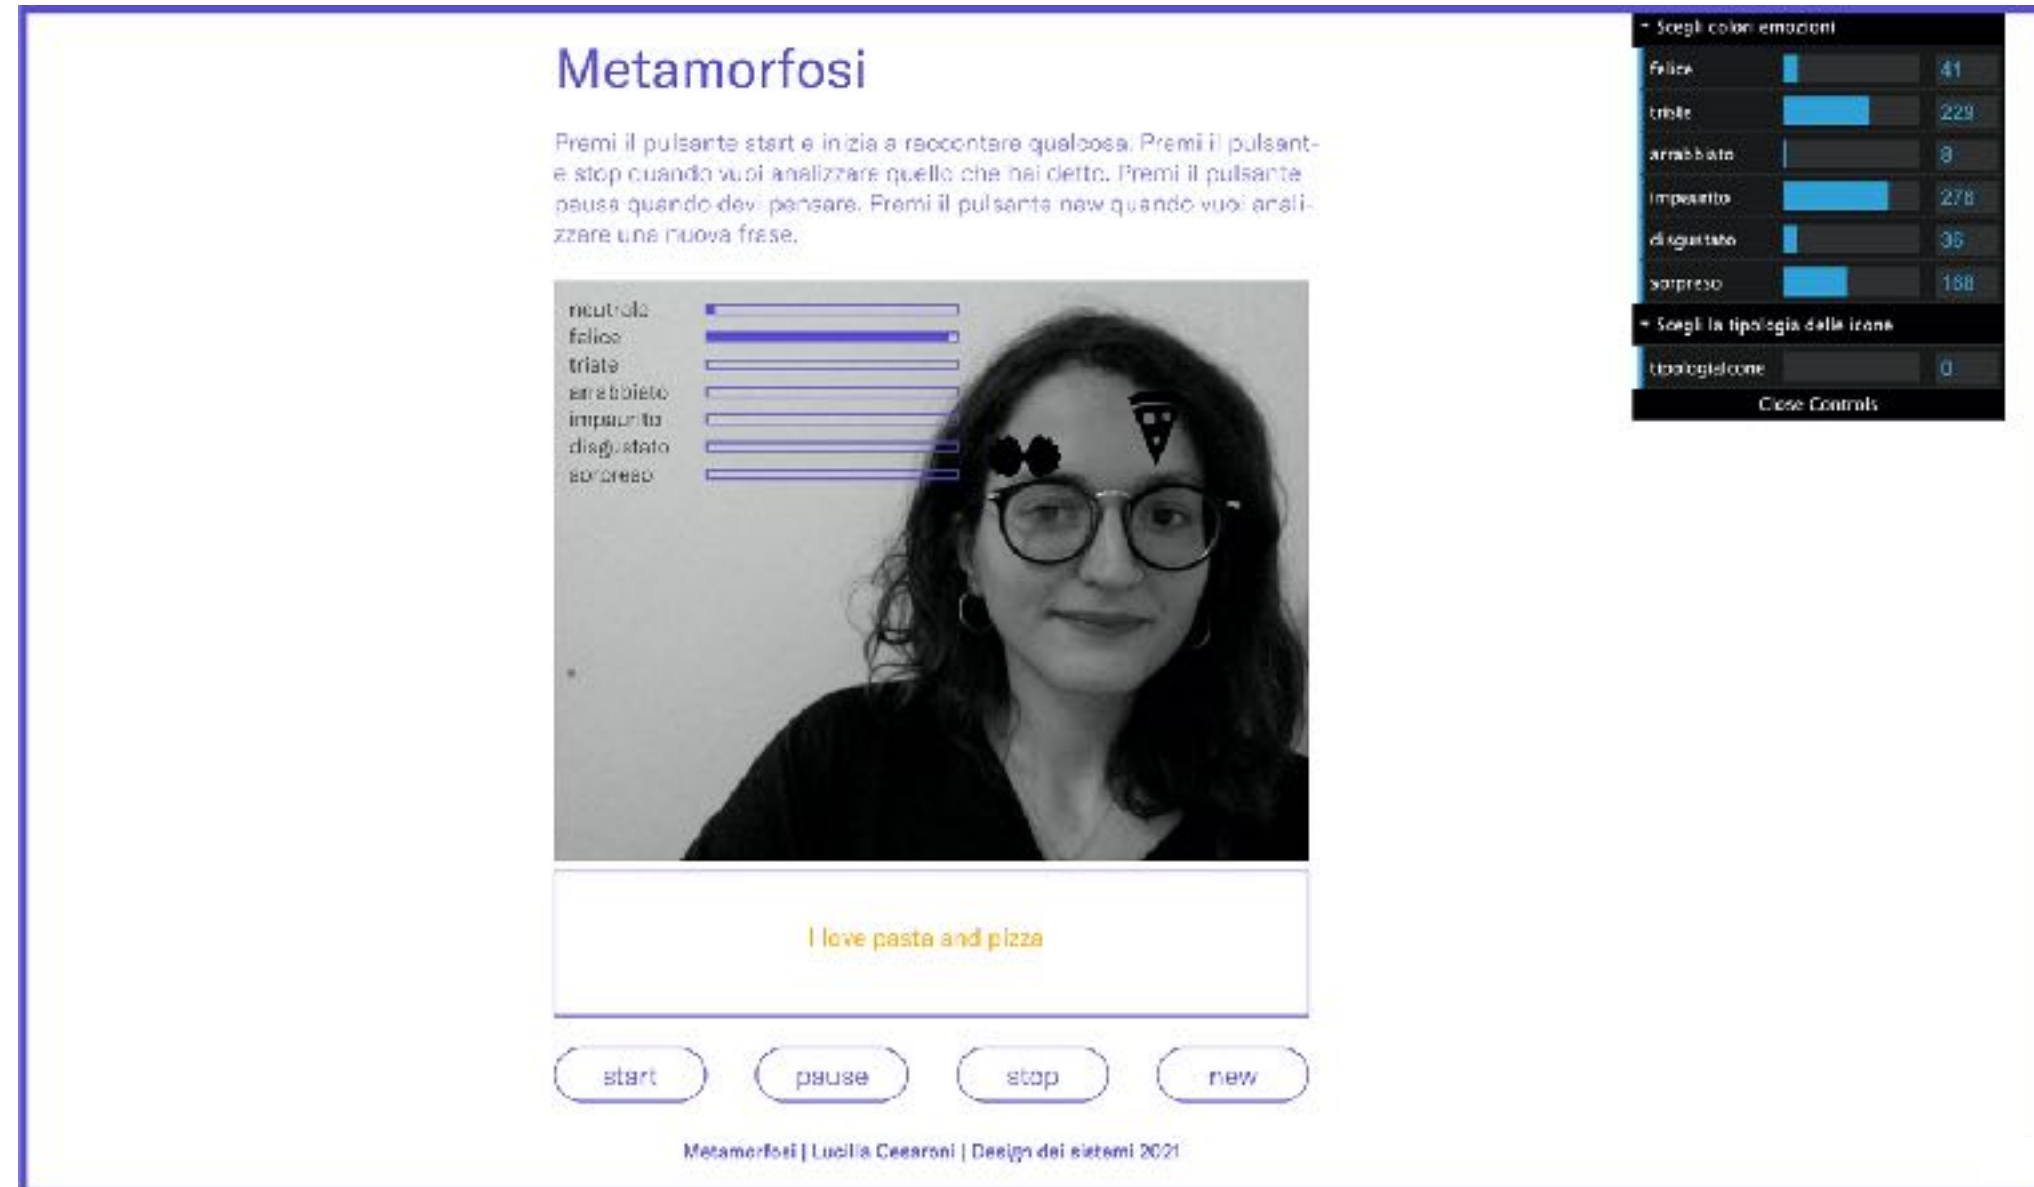 Metamorfosi
Premi il pulsante start e inizia a raccontare qualcosa. Premi il pulsant-
e stop quando vuoi analizzare quello che hai detto. Premi il pulsante
pausa quando devi pensare. Premi il pulsante new quando vuoi anali-
zzare una nuova frase.
neutrale
felice
triste
arrabbiato
impaurito
disgustato
sorpreso
I love pasta and pizza
start pause stop new
Metamorfosi | Lucilla Cesaroni | Design dei sistemi 2021
Scegli colori emozioni
felice 41
triste 229
arrabbiato 8
impaurito 278
disgustato 36
sorpreso 168
Scegli la tipologia delle icone
tipologiaIcone 0
Close Controls